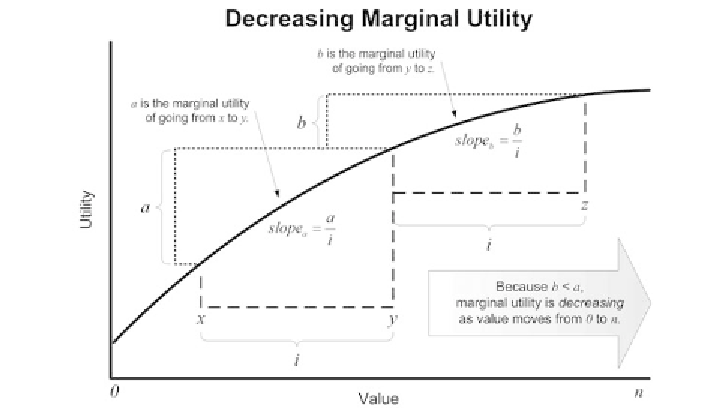 Decreasing Marginal Utility
b is the marginal utility
of going from y to z.
a is the marginal utility
of going from x to y.
b
slope_b = b/i
a
slope_a = a/i
Utility
z
i
Because b < a,
marginal utility is decreasing
as value moves from 0 to n.
x
y
i
0
Value
n